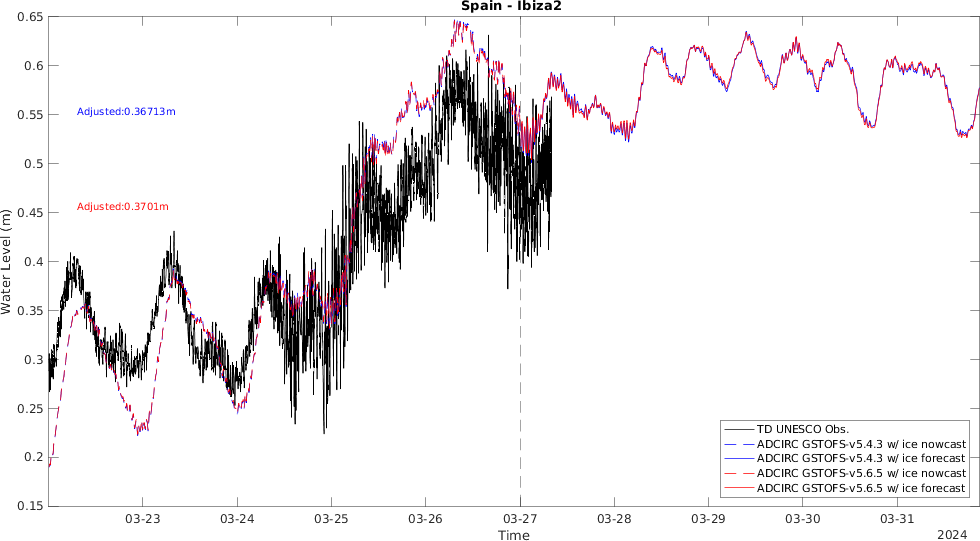 Spain - Ibiza2
0.65
0.6
0.55
0.5
0.45
0.4
0.35
0.3
0.25
0.2
0.15
Water Level (m)
Adjusted:0.36713m
Adjusted:0.3701m
TD UNESCO Obs.
ADCIRC GSTOFS-v5.4.3 w/ ice nowcast
ADCIRC GSTOFS-v5.4.3 w/ ice forecast
ADCIRC GSTOFS-v5.6.5 w/ ice nowcast
ADCIRC GSTOFS-v5.6.5 w/ ice forecast
03-23 03-24 03-25 03-26 03-27 03-28 03-29 03-30 03-31
Time
2024